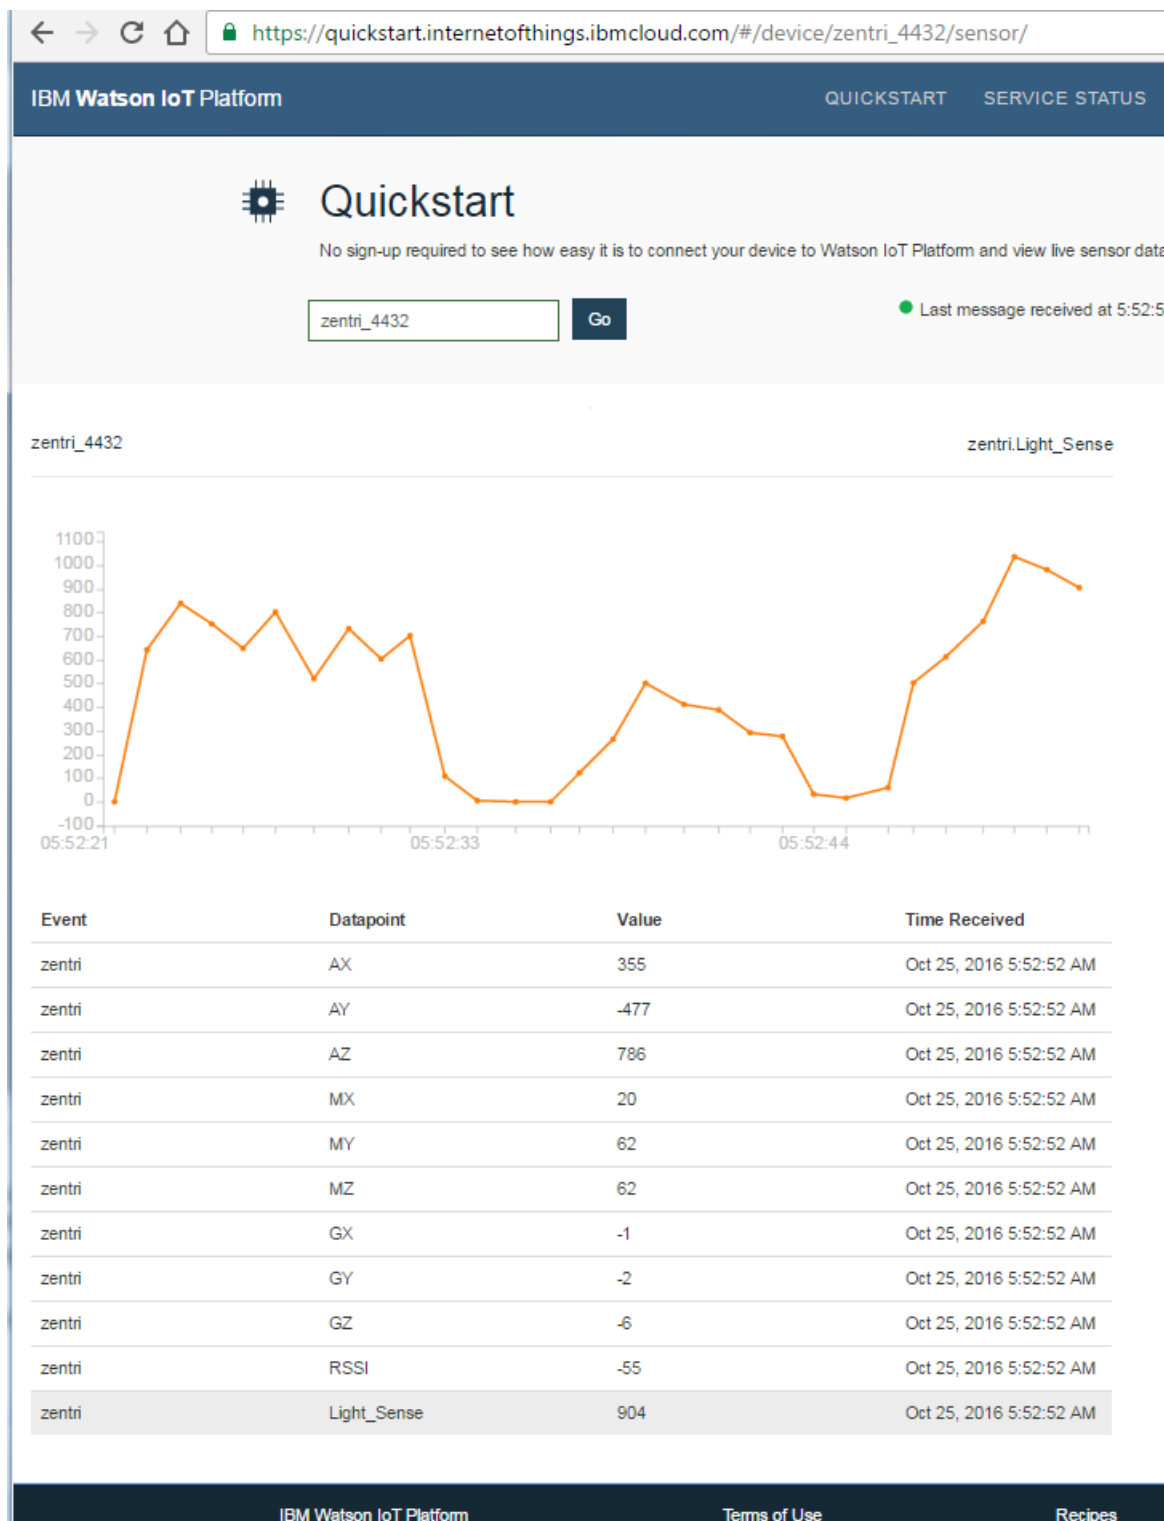 https://quickstart.internetofthings.ibmcloud.com/#/device/zentri_4432/sensor/
IBM Watson IoT Platform QUICKSTART SERVICE STATUS
Quickstart
No sign-up required to see how easy it is to connect your device to Watson IoT Platform and view live sensor data
zentri_4432 Go Last message received at 5:52:5
zentri_4432 zentri.Light_Sense
1100
1000
900
800
700
600
500
400
300
200
100
0
-100
05:52:21 05:52:33 05:52:44
Event Datapoint Value Time Received
zentri AX 355 Oct 25, 2016 5:52:52 AM
zentri AY -477 Oct 25, 2016 5:52:52 AM
zentri AZ 786 Oct 25, 2016 5:52:52 AM
zentri MX 20 Oct 25, 2016 5:52:52 AM
zentri MY 62 Oct 25, 2016 5:52:52 AM
zentri MZ 62 Oct 25, 2016 5:52:52 AM
zentri GX -1 Oct 25, 2016 5:52:52 AM
zentri GY -2 Oct 25, 2016 5:52:52 AM
zentri GZ -6 Oct 25, 2016 5:52:52 AM
zentri RSSI -55 Oct 25, 2016 5:52:52 AM
zentri Light_Sense 904 Oct 25, 2016 5:52:52 AM
IBM Watson IoT Platform Terms of Use Recipes